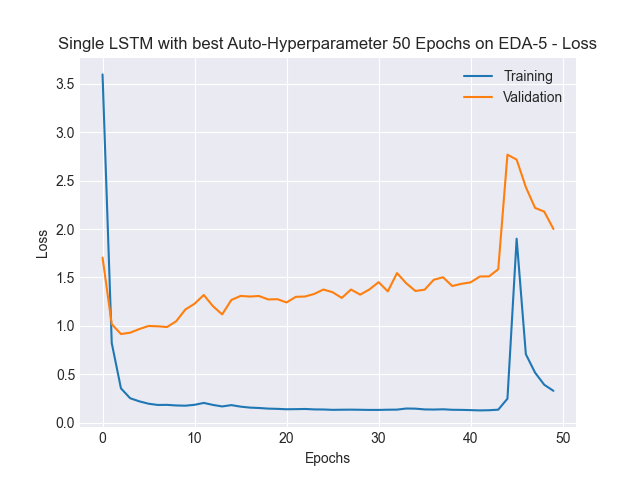 Single LSTM with best Auto-Hyperparameter 50 Epochs on EDA-5 - Loss
Training
Validation
3.5
3.0
2.5
2.0
1.5
1.0
0.5
0.0
Loss
0
10
20
30
40
50
Epochs